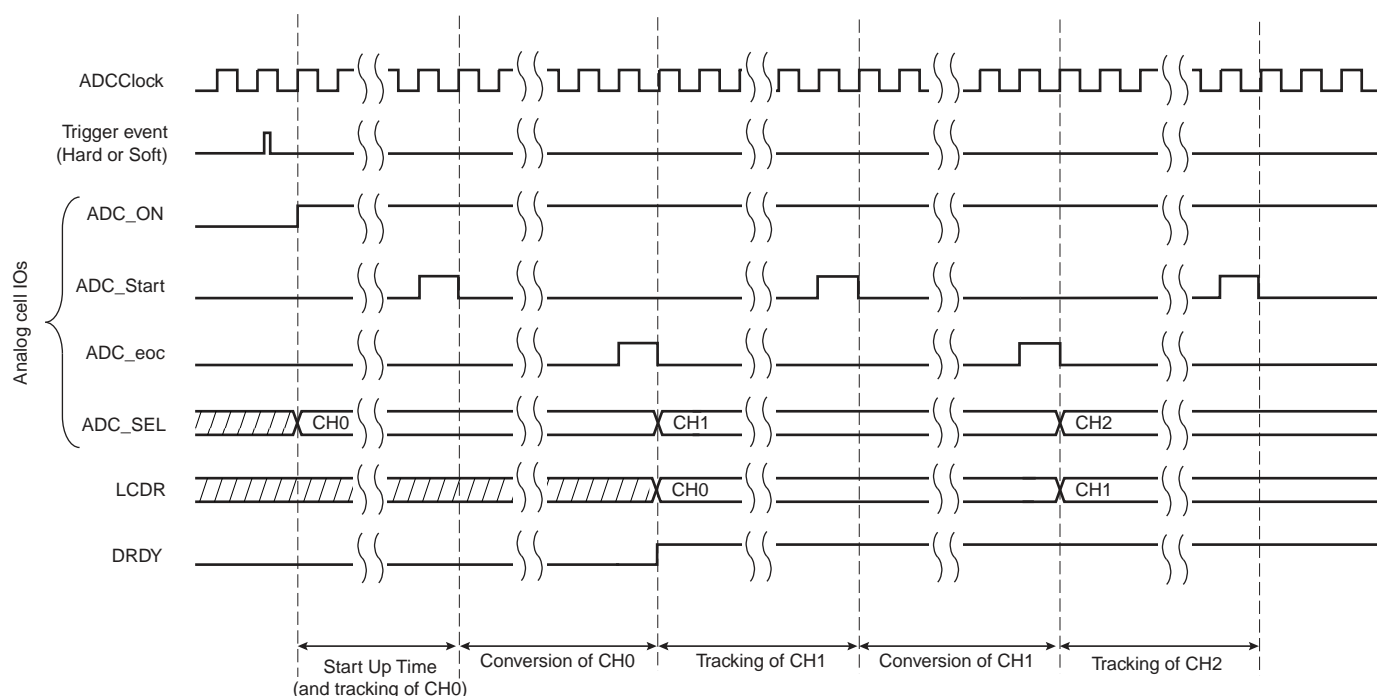 ADCClock
Trigger event
(Hard or Soft)
Analog cell IOs
ADC_ON
ADC_Start
ADC_eoc
ADC_SEL
CH0
CH1
CH2
LCDR
CH0
CH1
DRDY
Start Up Time
(and tracking of CH0)
Conversion of CH0
Tracking of CH1
Conversion of CH1
Tracking of CH2